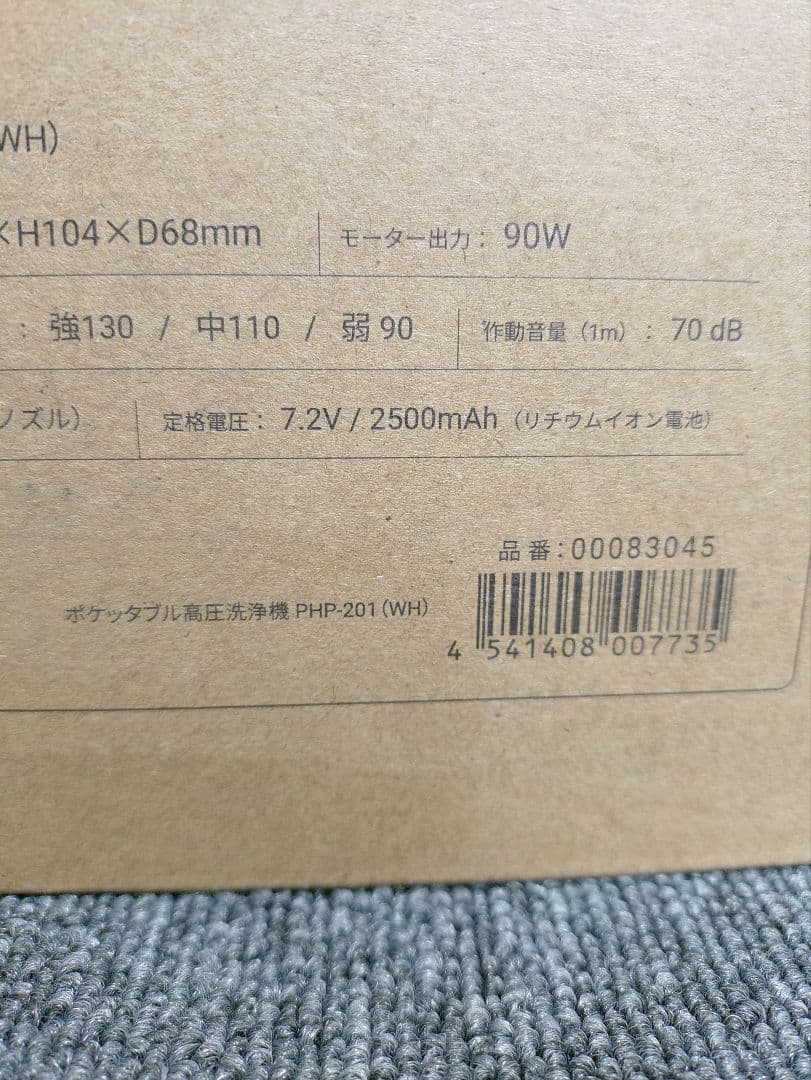 WH）
×H104×D68mm モーター出力： 90W
： 強130 / 中110 / 弱 90 作動音量（1m）： 70 dB
ノズル） 定格電圧： 7.2V / 2500mAh（リチウムイオン電池）
品番：00083045
ポケッタブル高圧洗浄機 PHP-201（WH）
4 541408 007735